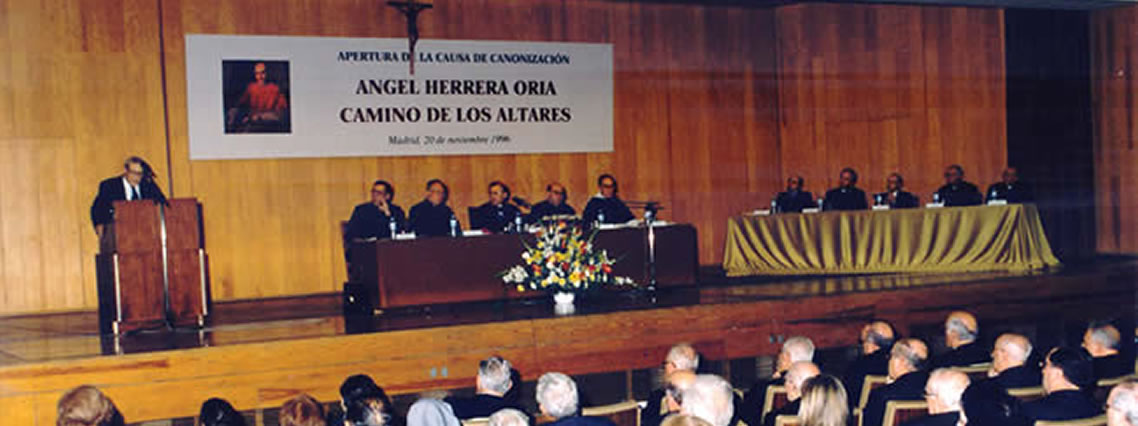 APERTURA DE LA CAUSA DE CANONIZACIÓN
ANGEL HERRERA ORIA
CAMINO DE LOS ALTARES
Madrid, 20 de noviembre 1996